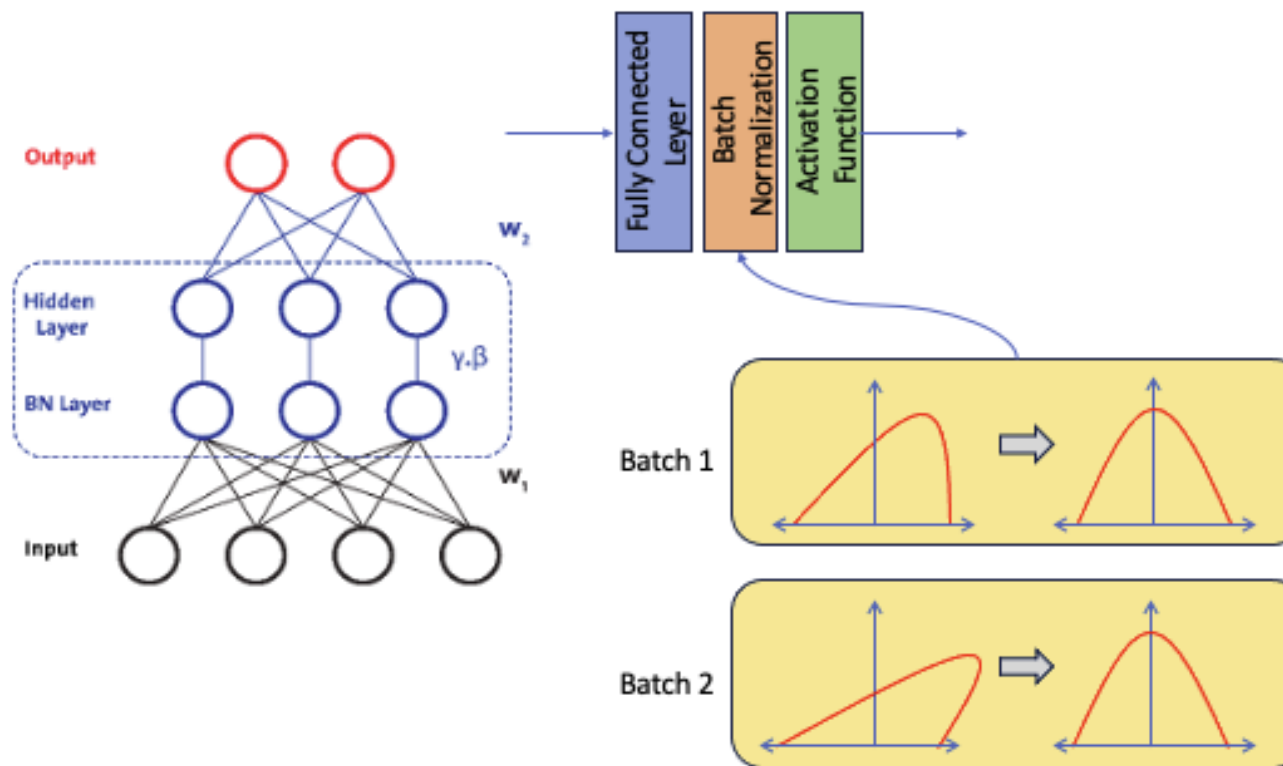 Output
W2
Hidden
Layer
γ.β
BN Layer
W1
Input
Fully Connected
Leyer
Batch
Normalization
Activation
Function
Batch 1
Batch 2